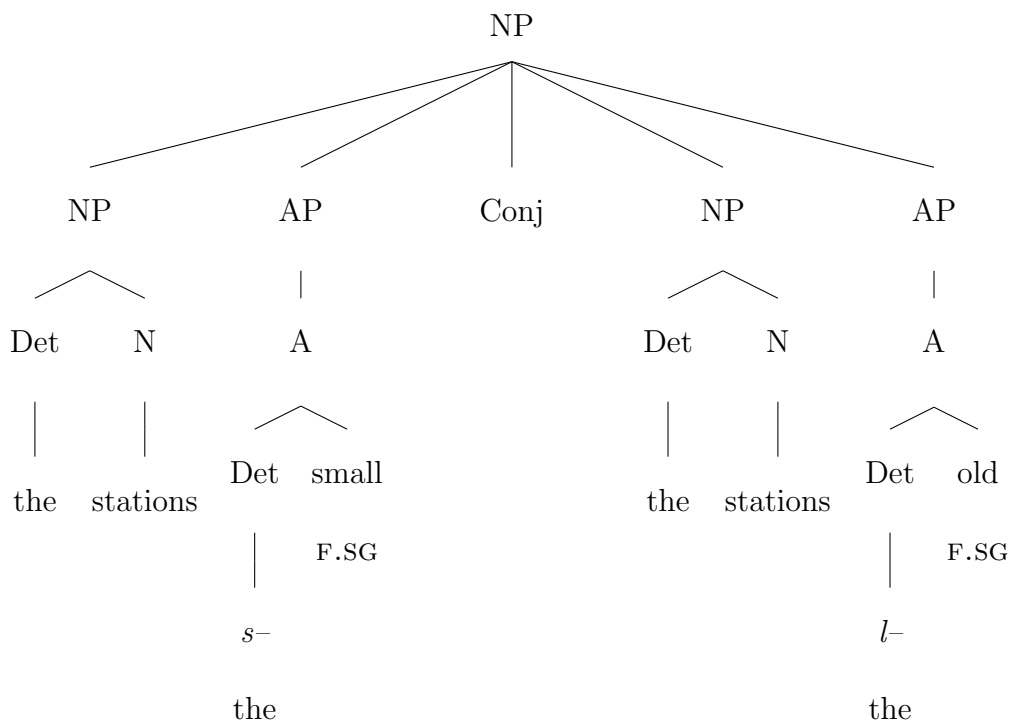 NP
NP AP Conj NP AP
Det N A Det N A
Det small Det old
the stations the stations
F.SG F.SG
s– l–
the the